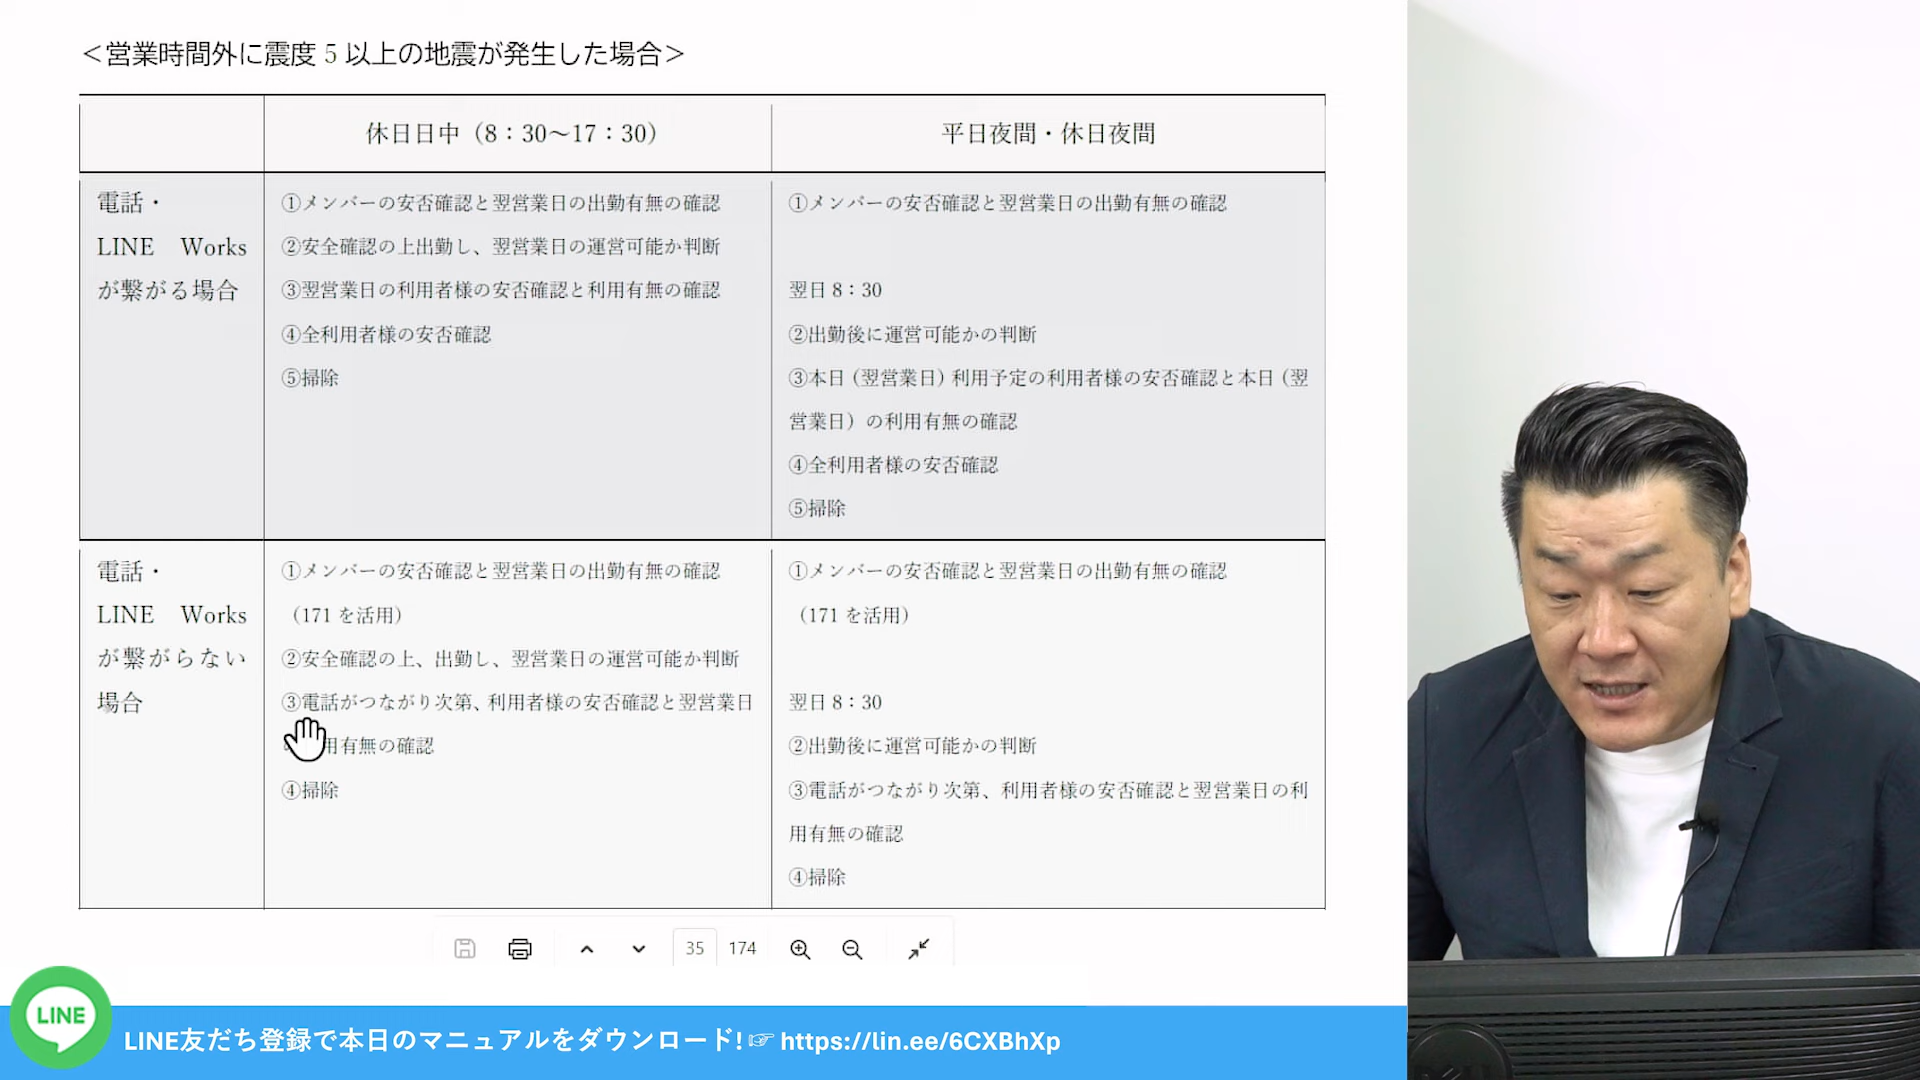 ＜営業時間外に震度 5 以上の地震が発生した場合＞
休日日中（8：30～17：30）
平日夜間・休日夜間
電話・
LINE Works
が繋がる場合
①メンバーの安否確認と翌営業日の出勤有無の確認
②安全確認の上出勤し、翌営業日の運営可能か判断
③翌営業日の利用者様の安否確認と利用有無の確認
④全利用者様の安否確認
⑤掃除
①メンバーの安否確認と翌営業日の出勤有無の確認
翌日 8：30
②出勤後に運営可能かの判断
③本日（翌営業日）利用予定の利用者様の安否確認と本日（翌
営業日）の利用有無の確認
④全利用者様の安否確認
⑤掃除
電話・
LINE Works
が繋がらない
場合
①メンバーの安否確認と翌営業日の出勤有無の確認
（171 を活用）
②安全確認の上、出勤し、翌営業日の運営可能か判断
③電話がつながり次第、利用者様の安否確認と翌営業日
用有無の確認
④掃除
①メンバーの安否確認と翌営業日の出勤有無の確認
（171 を活用）
翌日 8：30
②出勤後に運営可能かの判断
③電話がつながり次第、利用者様の安否確認と翌営業日の利
用有無の確認
④掃除
35 174
LINE
LINE友だち登録で本日のマニュアルをダウンロード!☞ https://lin.ee/6CXBhXp